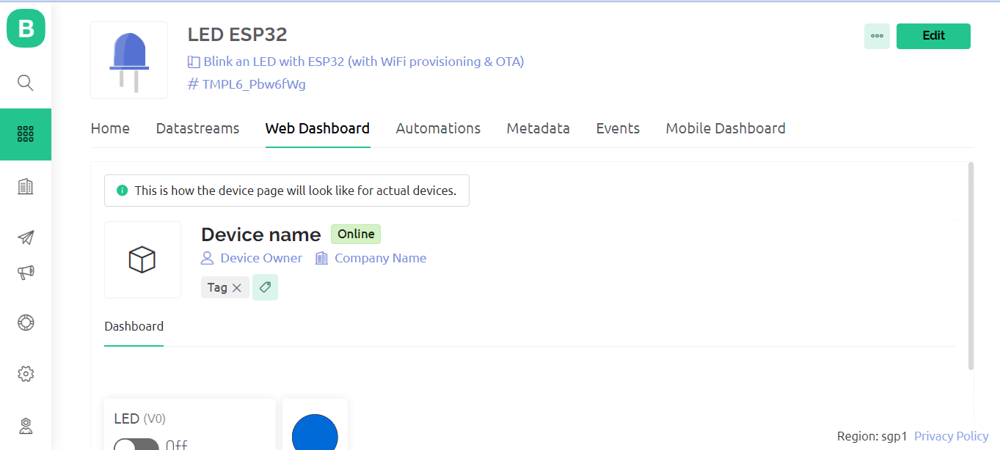 B
LED ESP32
Edit
Blink an LED with ESP32 (with WiFi provisioning & OTA)
# TMPL6_Pbw6fWg
Home Datastreams Web Dashboard Automations Metadata Events Mobile Dashboard
This is how the device page will look like for actual devices.
Device name Online
Device Owner Company Name
Tag
Dashboard
LED (V0)
Off
Region: sgp1 Privacy Policy